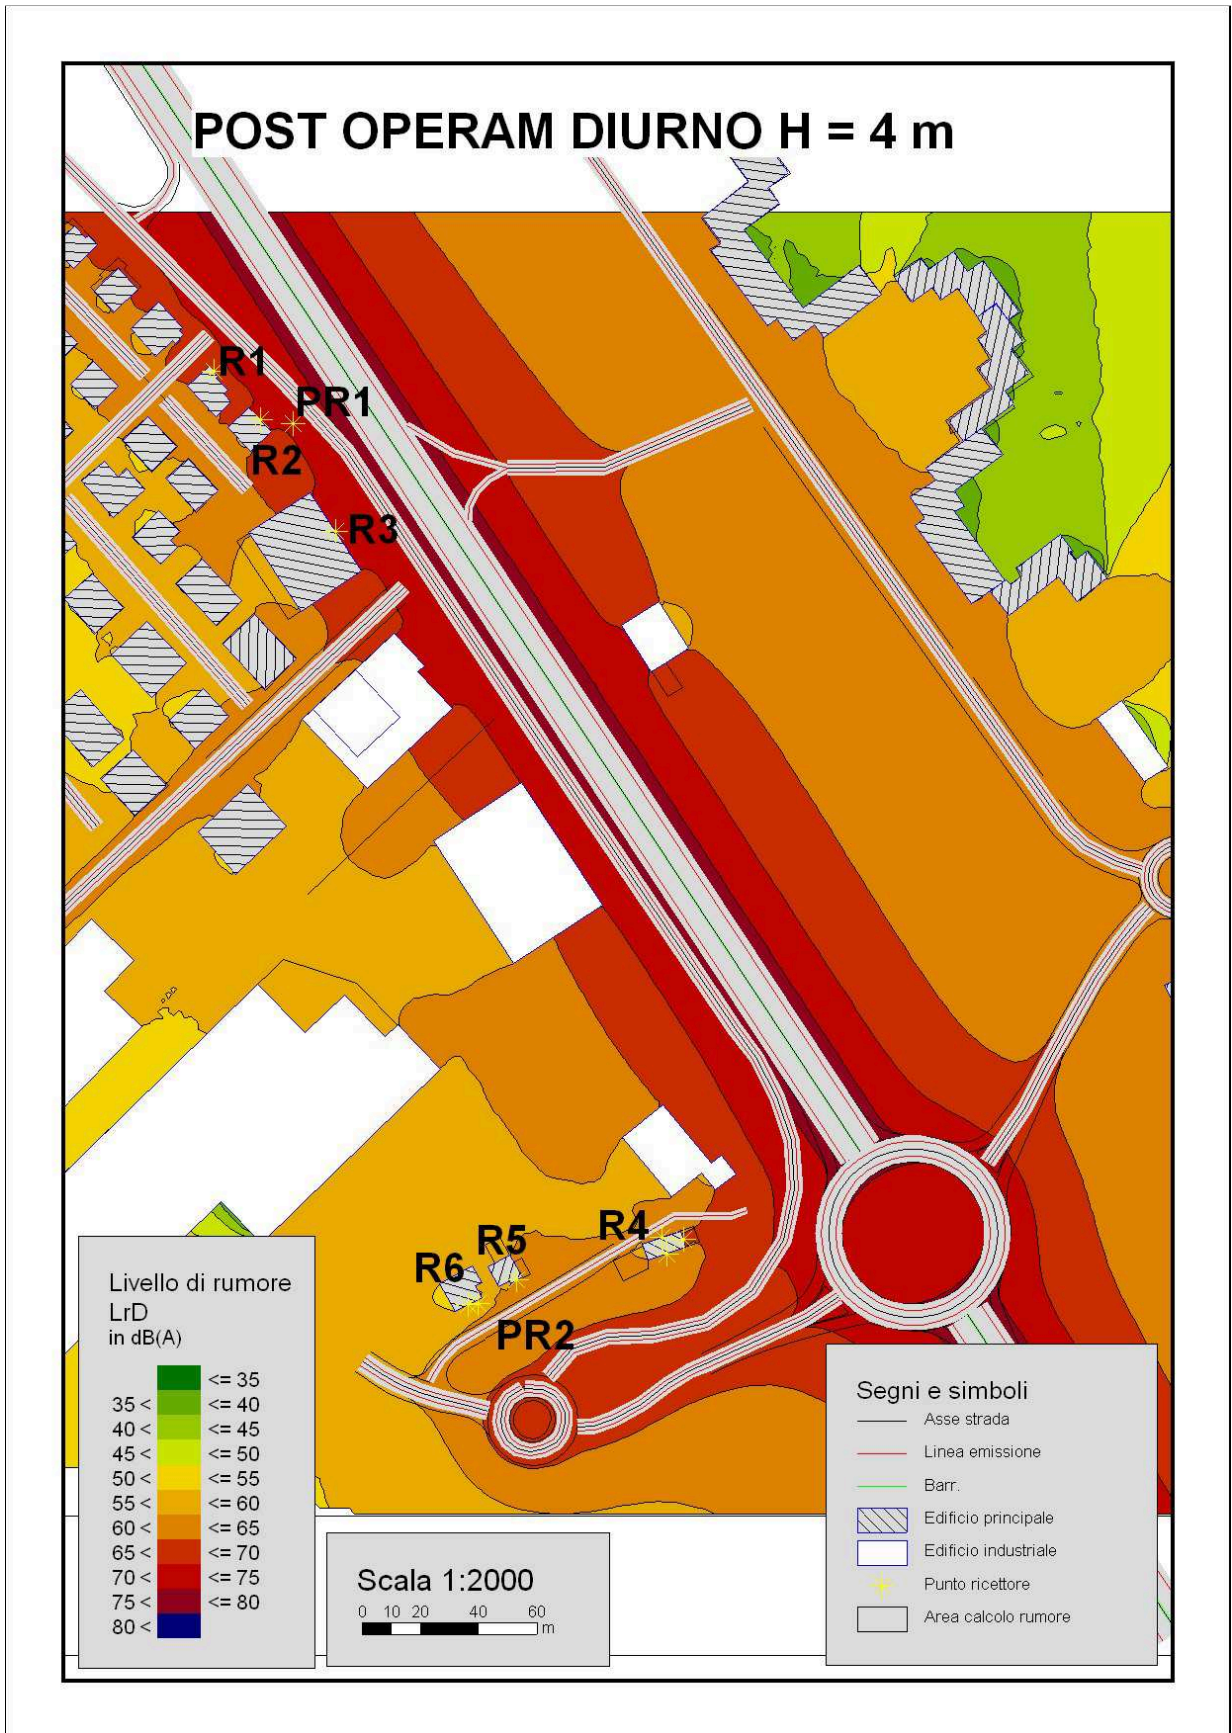 POST OPERAM DIURNO H = 4 m
R1
PR1
R2
R3
R4
R5
R6
PR2
Livello di rumore
LrD
in dB(A)
<= 35
35 < <= 40
40 < <= 45
45 < <= 50
50 < <= 55
55 < <= 60
60 < <= 65
65 < <= 70
70 < <= 75
75 < <= 80
80 <
Scala 1:2000
0 10 20 40 60
m
Segni e simboli
Asse strada
Linea emissione
Barr.
Edificio principale
Edificio industriale
Punto ricettore
Area calcolo rumore